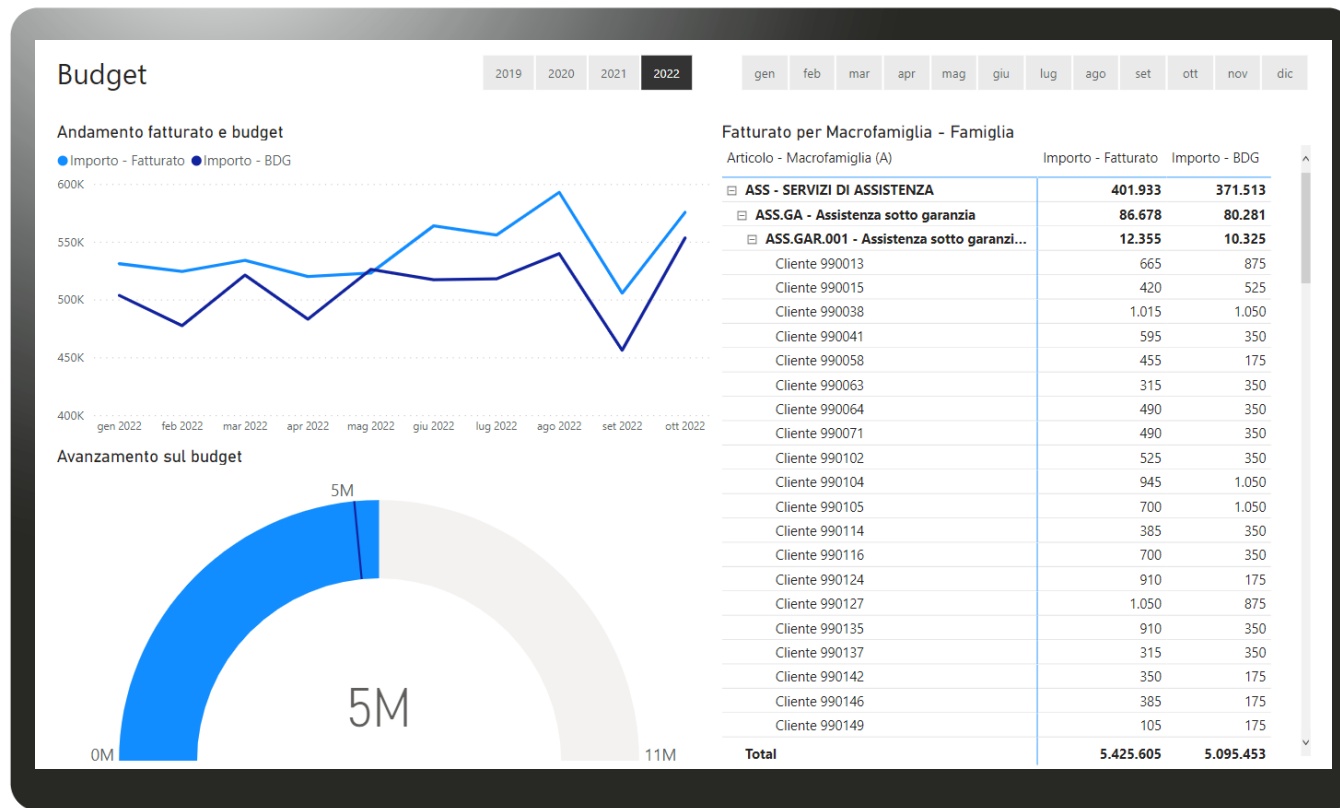 Budget
2019 2020 2021 2022
gen feb mar apr mag giu lug ago set ott nov dic
Andamento fatturato e budget
Importo - Fatturato Importo - BDG
600K
550K
500K
450K
400K
gen 2022 feb 2022 mar 2022 apr 2022 mag 2022 giu 2022 lug 2022 ago 2022 set 2022 ott 2022
Avanzamento sul budget
5M
5M
0M 11M
Fatturato per Macrofamiglia - Famiglia
Articolo - Macrofamiglia (A) Importo - Fatturato Importo - BDG
ASS - SERVIZI DI ASSISTENZA 401.933 371.513
ASS.GA - Assistenza sotto garanzia 86.678 80.281
ASS.GAR.001 - Assistenza sotto garanzi... 12.355 10.325
Cliente 990013 665 875
Cliente 990015 420 525
Cliente 990038 1.015 1.050
Cliente 990041 595 350
Cliente 990058 455 175
Cliente 990063 315 350
Cliente 990064 490 350
Cliente 990071 490 350
Cliente 990102 525 350
Cliente 990104 945 1.050
Cliente 990105 700 1.050
Cliente 990114 385 350
Cliente 990116 700 350
Cliente 990124 910 175
Cliente 990127 1.050 875
Cliente 990135 910 350
Cliente 990137 315 350
Cliente 990142 350 175
Cliente 990146 385 175
Cliente 990149 105 175
Total 5.425.605 5.095.453